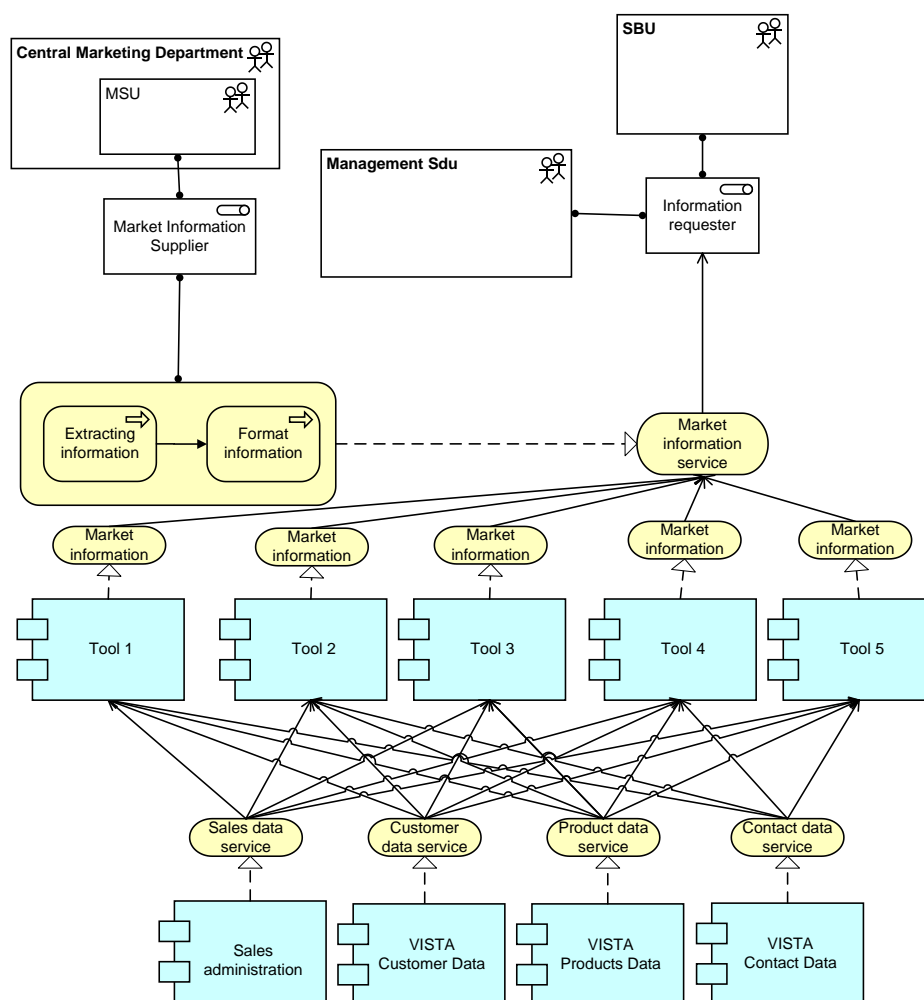 Central Marketing Department
MSU
SBU
Management Sdu
Market Information
Supplier
Information
requester
Extracting
information
Format
information
Market
information
service
Market
information
Market
information
Market
information
Market
information
Market
information
Tool 1
Tool 2
Tool 3
Tool 4
Tool 5
Sales data
service
Customer
data service
Product data
service
Contact data
service
Sales
administration
VISTA
Customer Data
VISTA
Products Data
VISTA
Contact Data